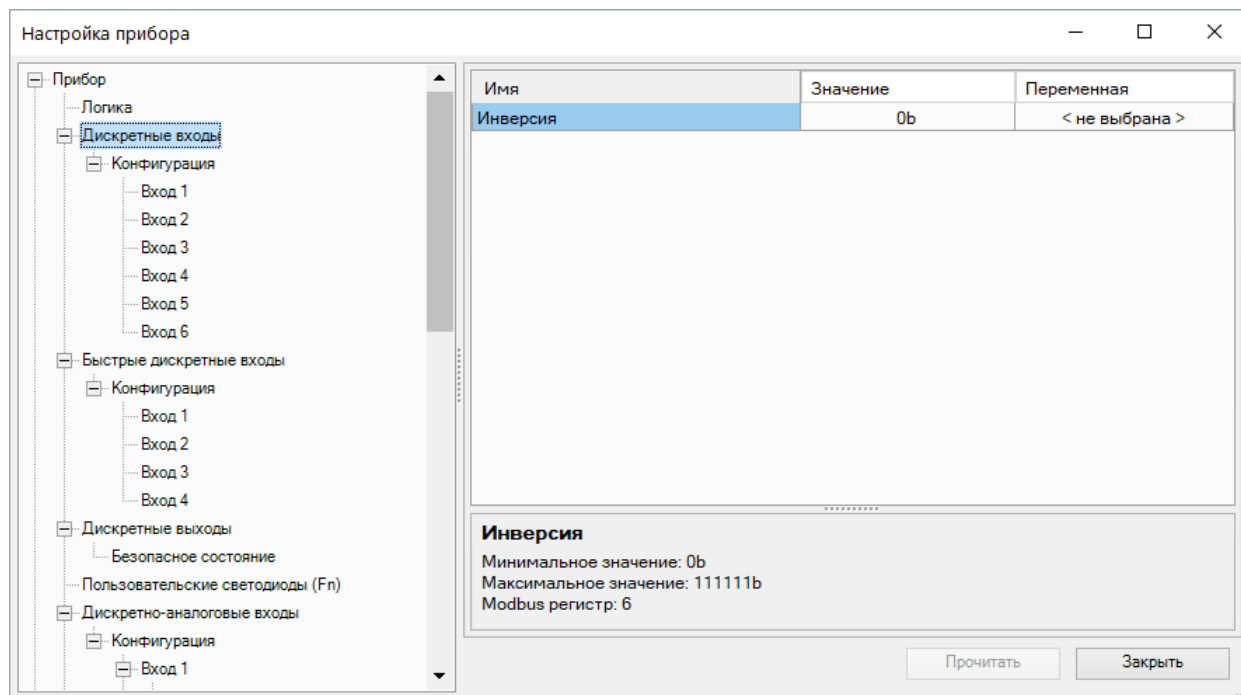 Настройка прибора
Прибор
Логика
Дискретные входы
Конфигурация
Вход 1
Вход 2
Вход 3
Вход 4
Вход 5
Вход 6
Быстрые дискретные входы
Конфигурация
Вход 1
Вход 2
Вход 3
Вход 4
Дискретные выходы
Безопасное состояние
Пользовательские светодиоды (Fn)
Дискретно-аналоговые входы
Конфигурация
Вход 1
Имя Значение Переменная
Инверсия 0b < не выбрана >
Инверсия
Минимальное значение: 0b
Максимальное значение: 111111b
Modbus регистр: 6
Прочитать Закрыть